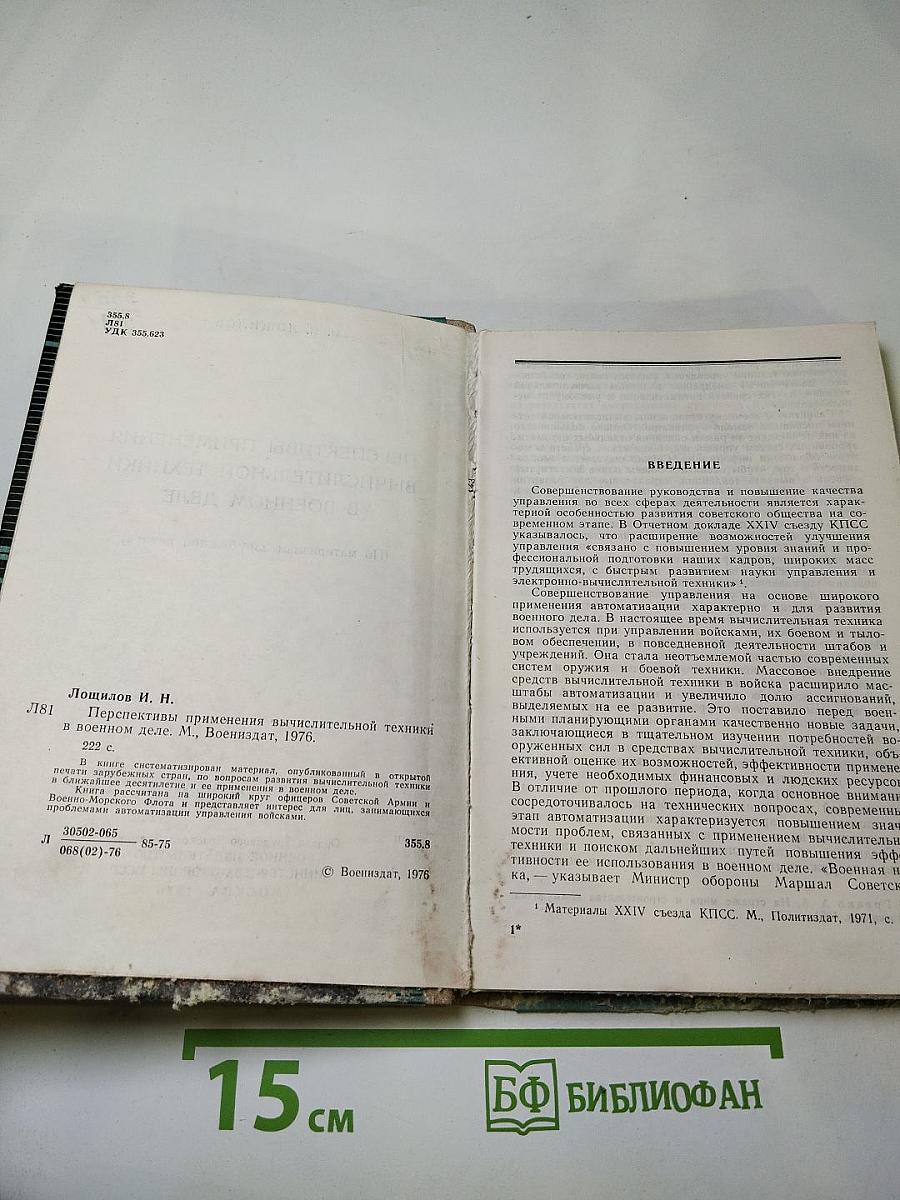 355.8
Л81
УДК 355.623
Лощилов И. Н.
Л81 Перспективы применения вычислительной техники
в военном деле. М., Воениздат, 1976.
222 с.
В книге систематизирован материал, опубликованный в открытой
печати зарубежных стран, по вопросам развития вычислительной техники
в ближайшее десятилетие и ее применения в военном деле.
Книга рассчитана на широкий круг офицеров Советской Армии и
Военно-Морского Флота и представляет интерес для лиц, занимающихся
проблемами автоматизации управления войсками.
Л 30502-065
068(02)-76 85-75 355.8
© Воениздат, 1976
ВВЕДЕНИЕ
Совершенствование руководства и повышение качества
управления во всех сферах деятельности является харак-
терной особенностью развития советского общества на со-
временном этапе. В Отчетном докладе XXIV съезду КПСС
указывалось, что расширение возможностей улучшения
управления «связано с повышением уровня знаний и про-
фессиональной подготовки наших кадров, широких масс
трудящихся, с быстрым развитием науки управления и
электронно-вычислительной техники» ¹.
Совершенствование управления на основе широкого
применения автоматизации характерно и для развития
военного дела. В настоящее время вычислительная техника
используется при управлении войсками, их боевом и тыло-
вом обеспечении, в повседневной деятельности штабов и
учреждений. Она стала неотъемлемой частью современных
систем оружия и боевой техники. Массовое внедрение
средств вычислительной техники в войска расширило мас-
штабы автоматизации и увеличило долю ассигнований,
выделяемых на ее развитие. Это поставило перед воен-
ными планирующими органами качественно новые задачи,
заключающиеся в тщательном изучении потребностей во-
оруженных сил в средствах вычислительной техники, объ-
ективной оценке их возможностей, эффективности примене-
ния, учете необходимых финансовых и людских ресурсов
В отличие от прошлого периода, когда основное внимани
сосредоточивалось на технических вопросах, современны
этап автоматизации характеризуется повышением знач
мости проблем, связанных с применением вычислительн
техники и поиском дальнейших путей повышения эфф
тивности ее использования в военном деле. «Военная н
ка, — указывает Министр обороны Маршал Советск
¹ Материалы XXIV съезда КПСС. М., Политиздат, 1971, с.
1*
15 см
БФ БИБЛИОФАН